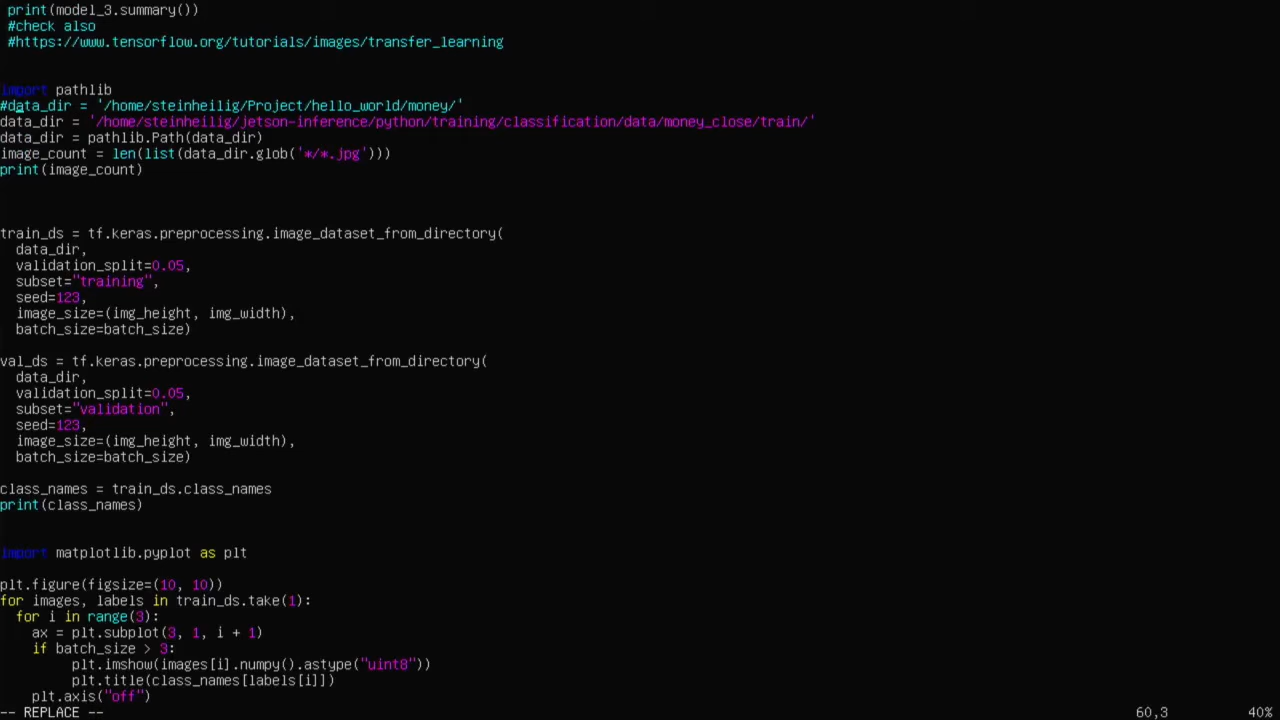 print(model_3.summary())
#check also
#https://www.tensorflow.org/tutorials/images/transfer_learning
import pathlib
#data_dir = '/home/steinheilig/Project/hello_world/money/'
data_dir = '/home/steinheilig/jetson-inference/python/training/classification/data/money_close/train/'
data_dir = pathlib.Path(data_dir)
image_count = len(list(data_dir.glob('*/*.jpg')))
print(image_count)
train_ds = tf.keras.preprocessing.image_dataset_from_directory(
data_dir,
validation_split=0.05,
subset="training",
seed=123,
image_size=(img_height, img_width),
batch_size=batch_size)
val_ds = tf.keras.preprocessing.image_dataset_from_directory(
data_dir,
validation_split=0.05,
subset="validation",
seed=123,
image_size=(img_height, img_width),
batch_size=batch_size)
class_names = train_ds.class_names
print(class_names)
import matplotlib.pyplot as plt
plt.figure(figsize=(10, 10))
for images, labels in train_ds.take(1):
for i in range(3):
ax = plt.subplot(3, 1, i + 1)
if batch_size > 3:
plt.imshow(images[i].numpy().astype("uint8"))
plt.title(class_names[labels[i]])
plt.axis("off")
-- REPLACE -- 60,3 40%